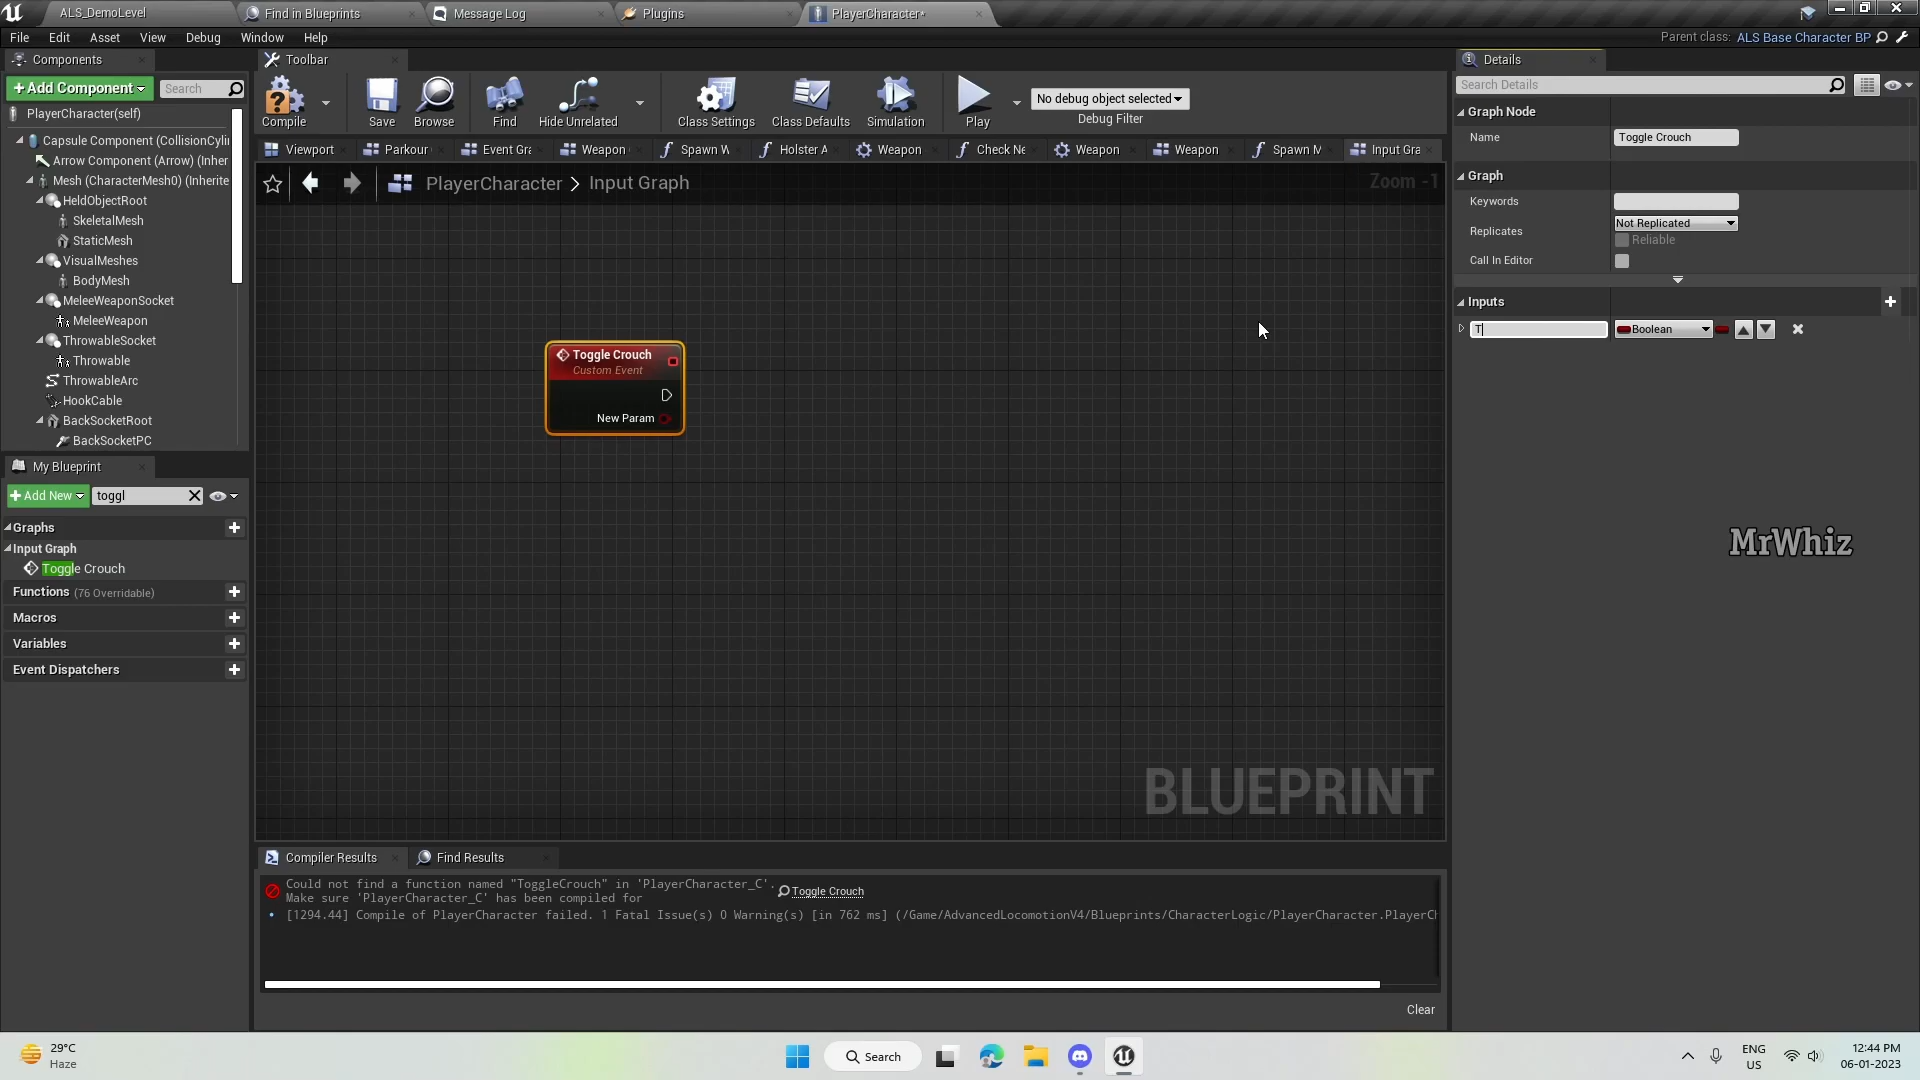 ALS_DemoLevel
Find in Blueprints
Message Log
Plugins
PlayerCharacter*
File
Edit
Asset
View
Debug
Window
Help
Parent class: ALS Base Character BP
Components
Add Component
Search
PlayerCharacter(self)
Capsule Component (CollisionCyli
Arrow Component (Arrow) (Inher
Mesh (CharacterMesh0) (Inherite
HeldObjectRoot
SkeletalMesh
StaticMesh
VisualMeshes
BodyMesh
MeleeWeaponSocket
MeleeWeapon
ThrowableSocket
Throwable
ThrowableArc
HookCable
BackSocketRoot
BackSocketPC
My Blueprint
Add New
toggl
Graphs
Input Graph
Toggle Crouch
Functions (76 Overridable)
Macros
Variables
Event Dispatchers
Toolbar
Compile
Save
Browse
Find
Hide Unrelated
Class Settings
Class Defaults
Simulation
Play
No debug object selected
Debug Filter
Viewport
Parkour
Event Gra
Weapon
Spawn W
Holster A
Weapon
Check Ne
Weapon
Weapon
Spawn M
Input Gra
PlayerCharacter > Input Graph
Zoom -1
Toggle Crouch
Custom Event
New Param
BLUEPRINT
Compiler Results
Find Results
Could not find a function named "ToggleCrouch" in 'PlayerCharacter_C'.
Make sure 'PlayerCharacter_C' has been compiled for
Toggle Crouch
[1294.44] Compile of PlayerCharacter failed. 1 Fatal Issue(s) 0 Warning(s) [in 762 ms] (/Game/AdvancedLocomotionV4/Blueprints/CharacterLogic/PlayerCharacter.PlayerCh
Clear
Details
Search Details
Graph Node
Name
Toggle Crouch
Graph
Keywords
Replicates
Not Replicated
Reliable
Call In Editor
Inputs
T
Boolean
MrWhiz
29°C
Haze
Search
ENG
US
12:44 PM
06-01-2023